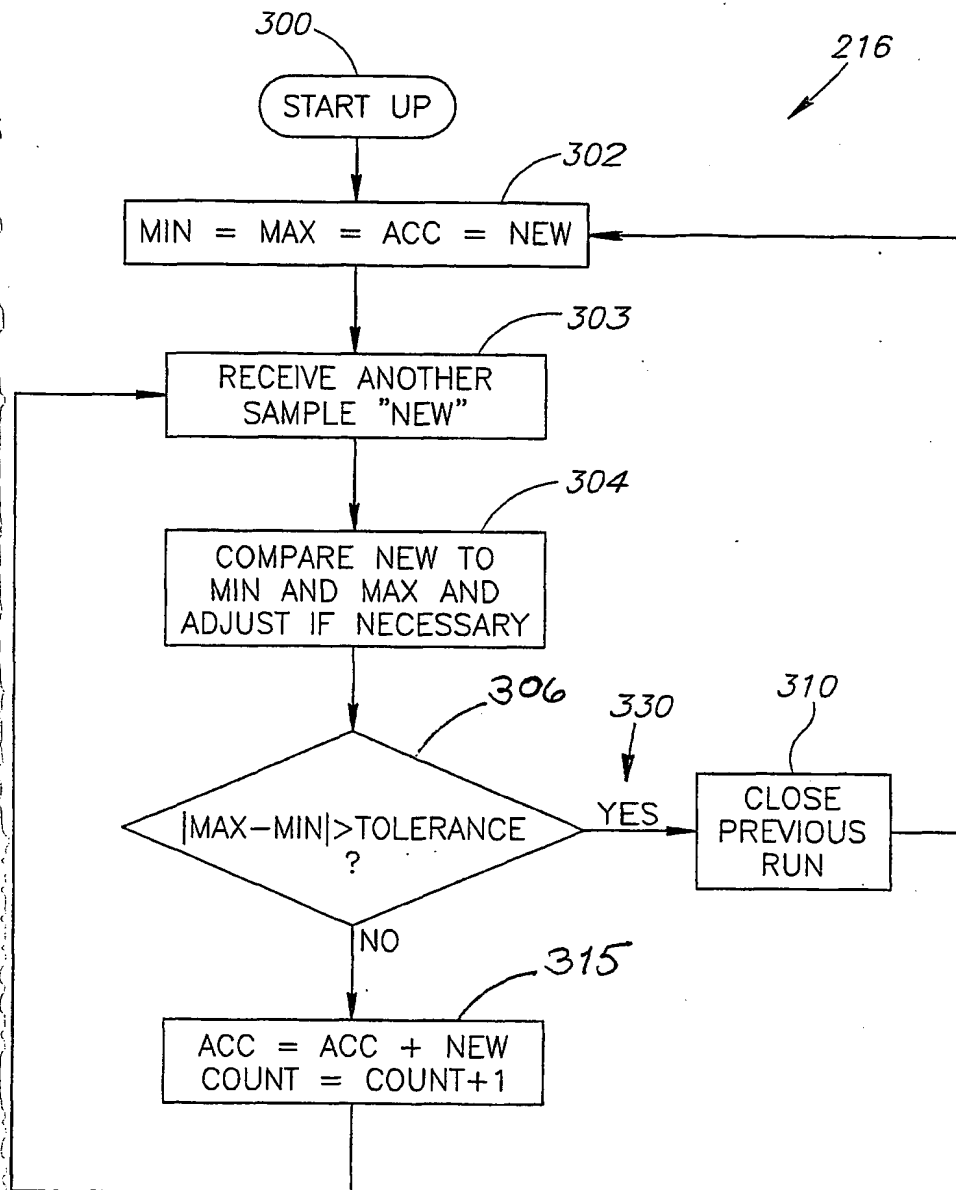 300
216
START UP
302
MIN = MAX = ACC = NEW
303
RECEIVE ANOTHER
SAMPLE "NEW"
304
COMPARE NEW TO
MIN AND MAX AND
ADJUST IF NECESSARY
306
330
310
|MAX-MIN|>TOLERANCE
?
YES
CLOSE
PREVIOUS
RUN
NO
315
ACC = ACC + NEW
COUNT = COUNT+1